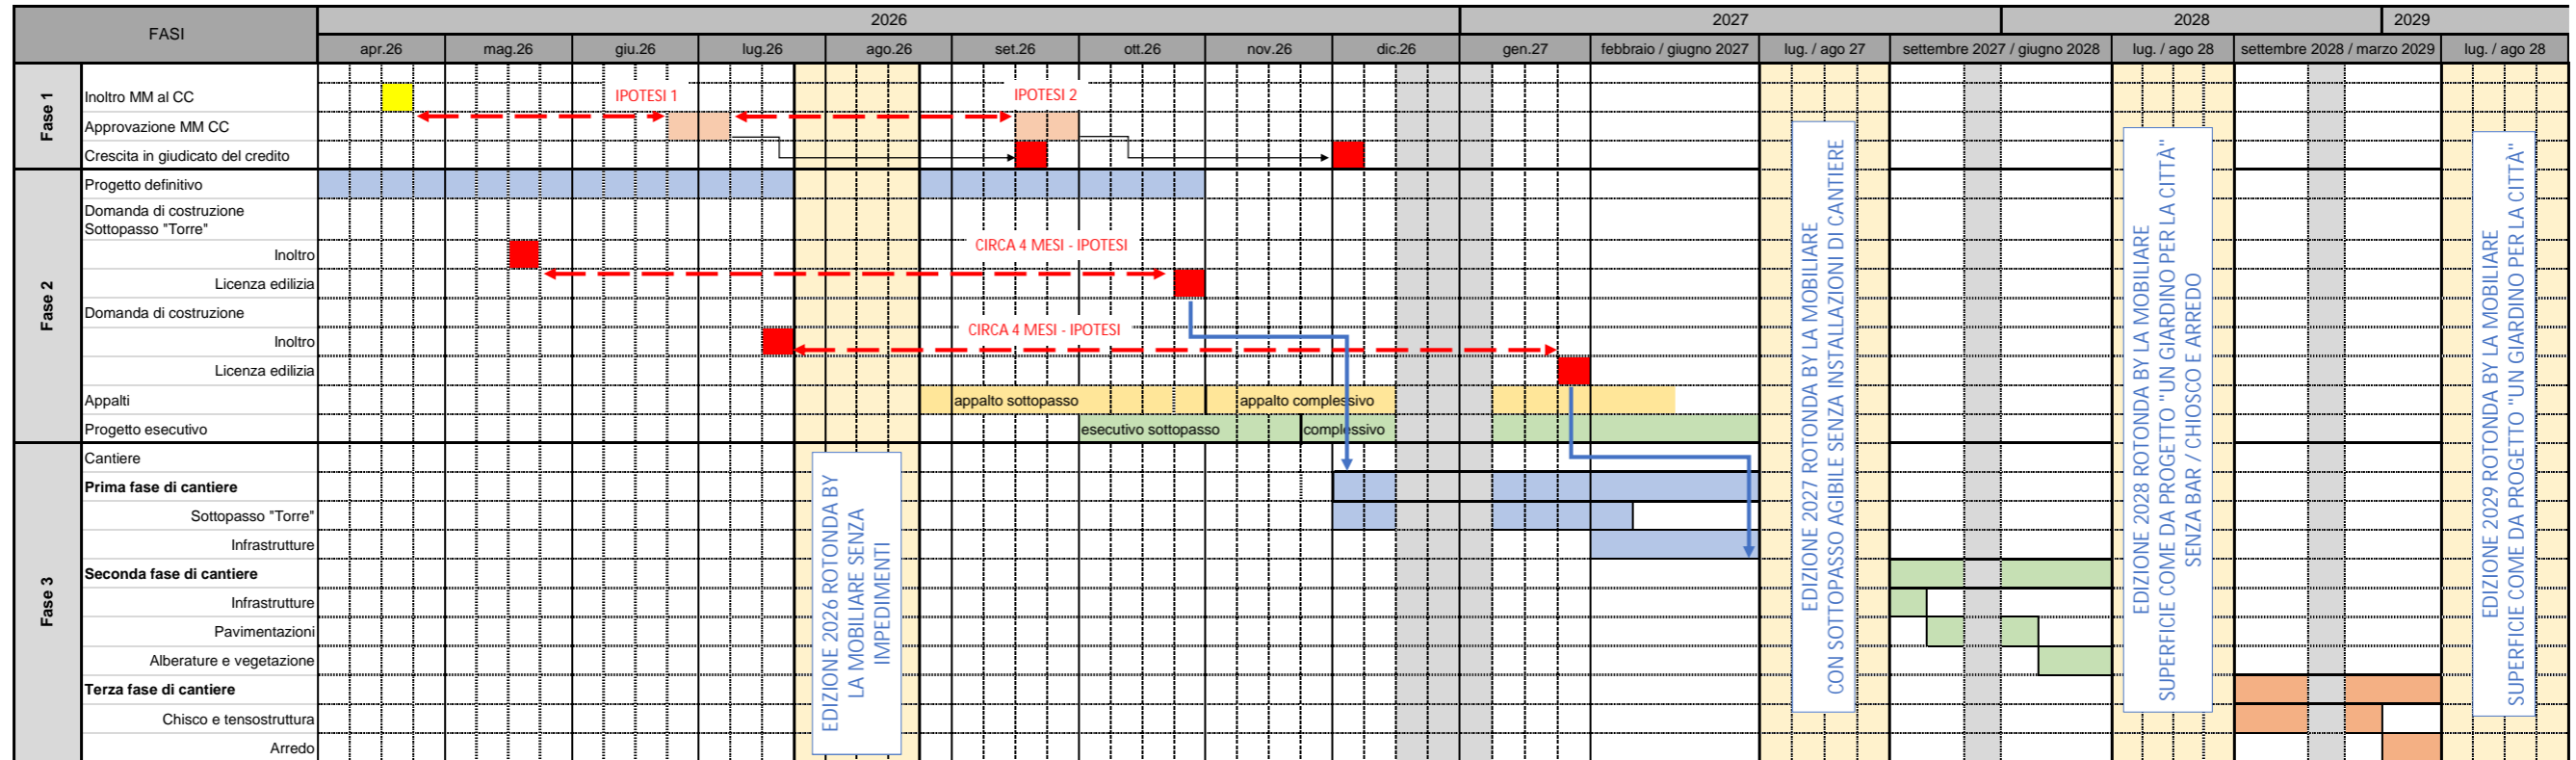 FASI
2026
2027
2028
2029
apr.26
mag.26
giu.26
lug.26
ago.26
set.26
ott.26
nov.26
dic.26
gen.27
febbraio / giugno 2027
lug. / ago 27
settembre 2027 / giugno 2028
lug. / ago 28
settembre 2028 / marzo 2029
lug. / ago 28
Fase 1
Inoltro MM al CC
IPOTESI 1
IPOTESI 2
Approvazione MM CC
Crescita in giudicato del credito
Fase 2
Progetto definitivo
Domanda di costruzione
Sottopasso "Torre"
Inoltro
CIRCA 4 MESI - IPOTESI
Licenza edilizia
Domanda di costruzione
Inoltro
CIRCA 4 MESI - IPOTESI
Licenza edilizia
Appalti
appalto sottopasso
appalto complessivo
Progetto esecutivo
esecutivo sottopasso
complessivo
Fase 3
Cantiere
Prima fase di cantiere
Sottopasso "Torre"
Infrastrutture
Seconda fase di cantiere
Infrastrutture
Pavimentazioni
Alberature e vegetazione
Terza fase di cantiere
Chisco e tensostruttura
Arredo
EDIZIONE 2026 ROTONDA BY
LA MOBILIARE SENZA
IMPEDIMENTI
EDIZIONE 2027 ROTONDA BY LA MOBILIARE
CON SOTTOPASSO AGIBILE SENZA INSTALLAZIONI DI CANTIERE
EDIZIONE 2028 ROTONDA BY LA MOBILIARE
SUPERFICIE COME DA PROGETTO "UN GIARDINO PER LA CITTÀ"
SENZA BAR / CHIOSCO E ARREDO
EDIZIONE 2029 ROTONDA BY LA MOBILIARE
SUPERFICIE COME DA PROGETTO "UN GIARDINO PER LA CITTÀ"